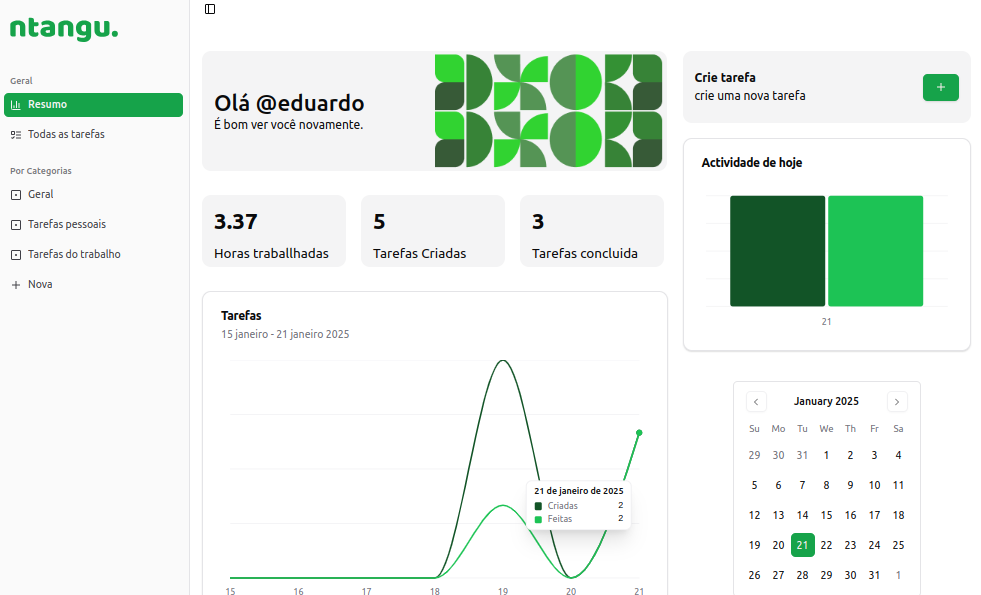 ntangu.
Geral
Resumo
Todas as tarefas
Por Categorias
Geral
Tarefas pessoais
Tarefas do trabalho
Nova
Olá @eduardo
É bom ver você novamente.
3.37
Horas traballhadas
5
Tarefas Criadas
3
Tarefas concluida
Tarefas
15 janeiro - 21 janeiro 2025
21 de janeiro de 2025
Criadas 2
Feitas 2
15 16 17 18 19 20 21
Crie tarefa
crie uma nova tarefa
Actividade de hoje
21
January 2025
Su Mo Tu We Th Fr Sa
29 30 31 1 2 3 4
5 6 7 8 9 10 11
12 13 14 15 16 17 18
19 20 21 22 23 24 25
26 27 28 29 30 31 1